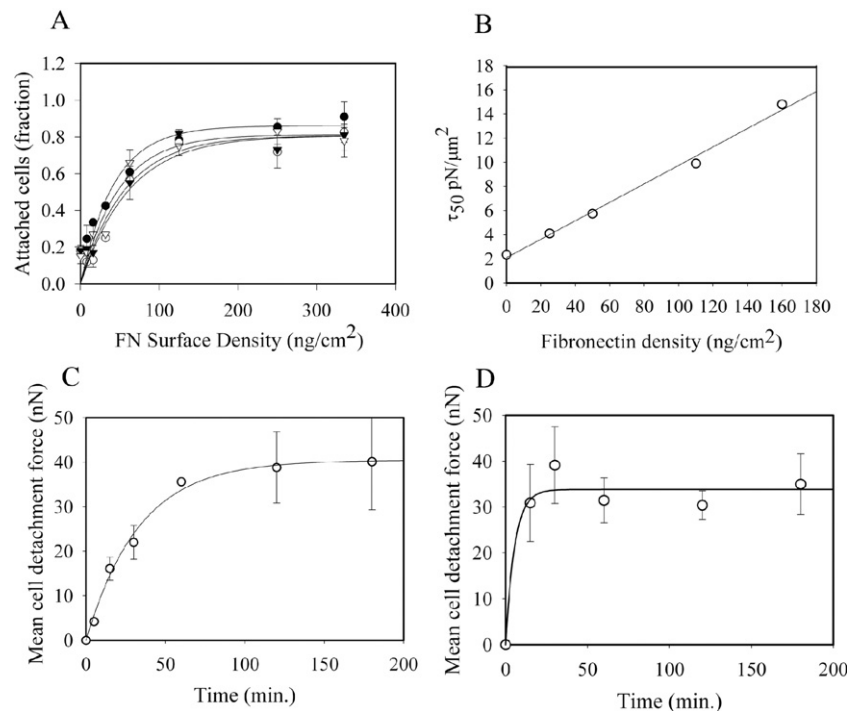 A
Attached cells (fraction)
1.2
1.0
0.8
0.6
0.4
0.2
0.0
0 100 200 300 400
FN Surface Density (ng/cm²)
B
τ50 pN/μm²
18
16
14
12
10
8
6
4
2
0
0 20 40 60 80 100 120 140 160 180
Fibronectin density (ng/cm²)
C
Mean cell detachment force (nN)
50
40
30
20
10
0
0 50 100 150 200
Time (min.)
D
Mean cell detachment force (nN)
50
40
30
20
10
0
0 50 100 150 200
Time (min.)